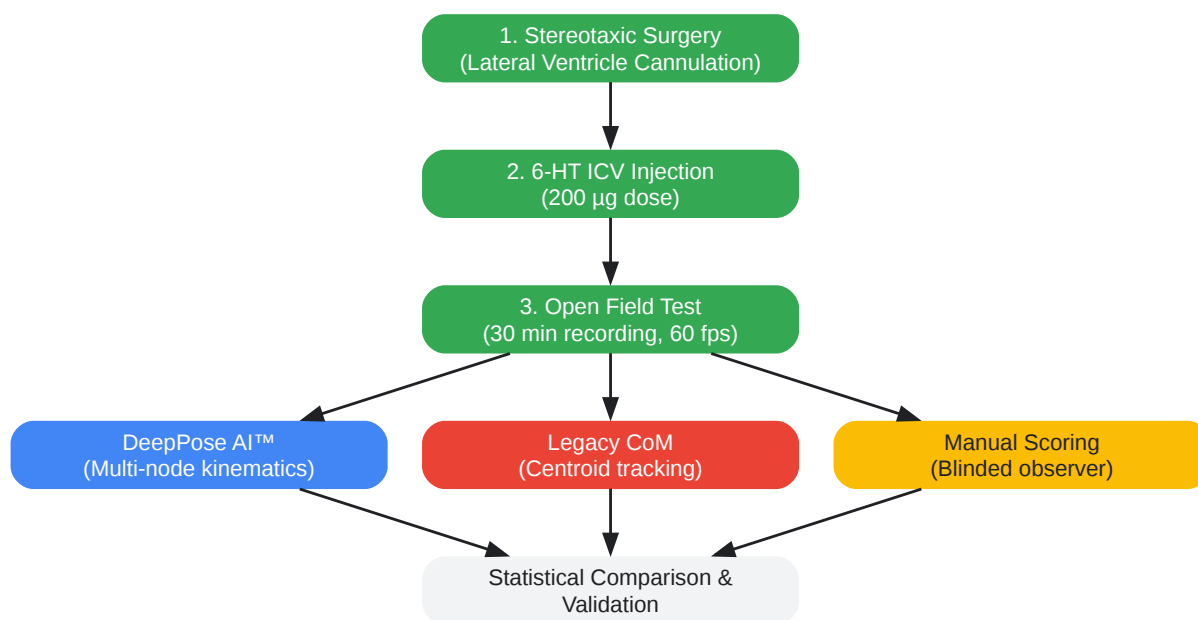 1. Stereotaxic Surgery
(Lateral Ventricle Cannulation)
2. 6-HT ICV Injection
(200 µg dose)
3. Open Field Test
(30 min recording, 60 fps)
DeepPose AI™
(Multi-node kinematics)
Legacy CoM
(Centroid tracking)
Manual Scoring
(Blinded observer)
Statistical Comparison &
Validation